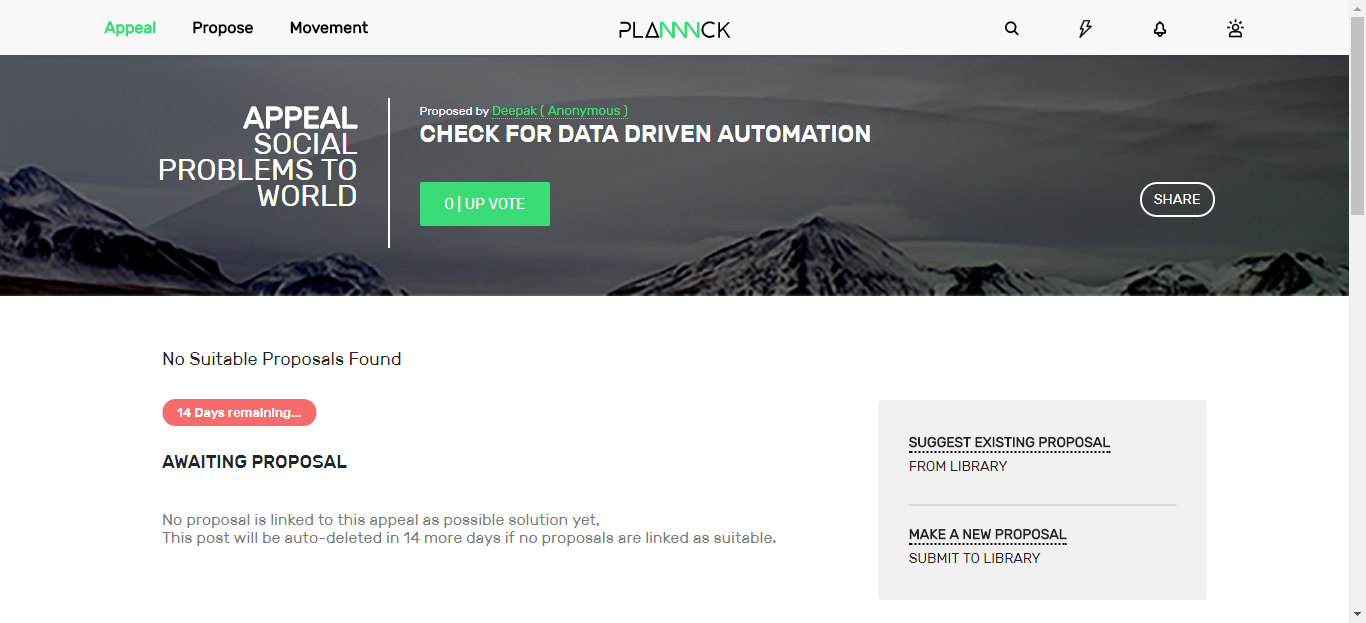 Appeal Propose Movement PLANNNCK
APPEAL
SOCIAL
PROBLEMS TO
WORLD
Proposed by Deepak ( Anonymous )
CHECK FOR DATA DRIVEN AUTOMATION
0 | UP VOTE
SHARE
No Suitable Proposals Found
14 Days remaining...
AWAITING PROPOSAL
No proposal is linked to this appeal as possible solution yet,
This post will be auto-deleted in 14 more days if no proposals are linked as suitable.
SUGGEST EXISTING PROPOSAL
FROM LIBRARY
MAKE A NEW PROPOSAL
SUBMIT TO LIBRARY